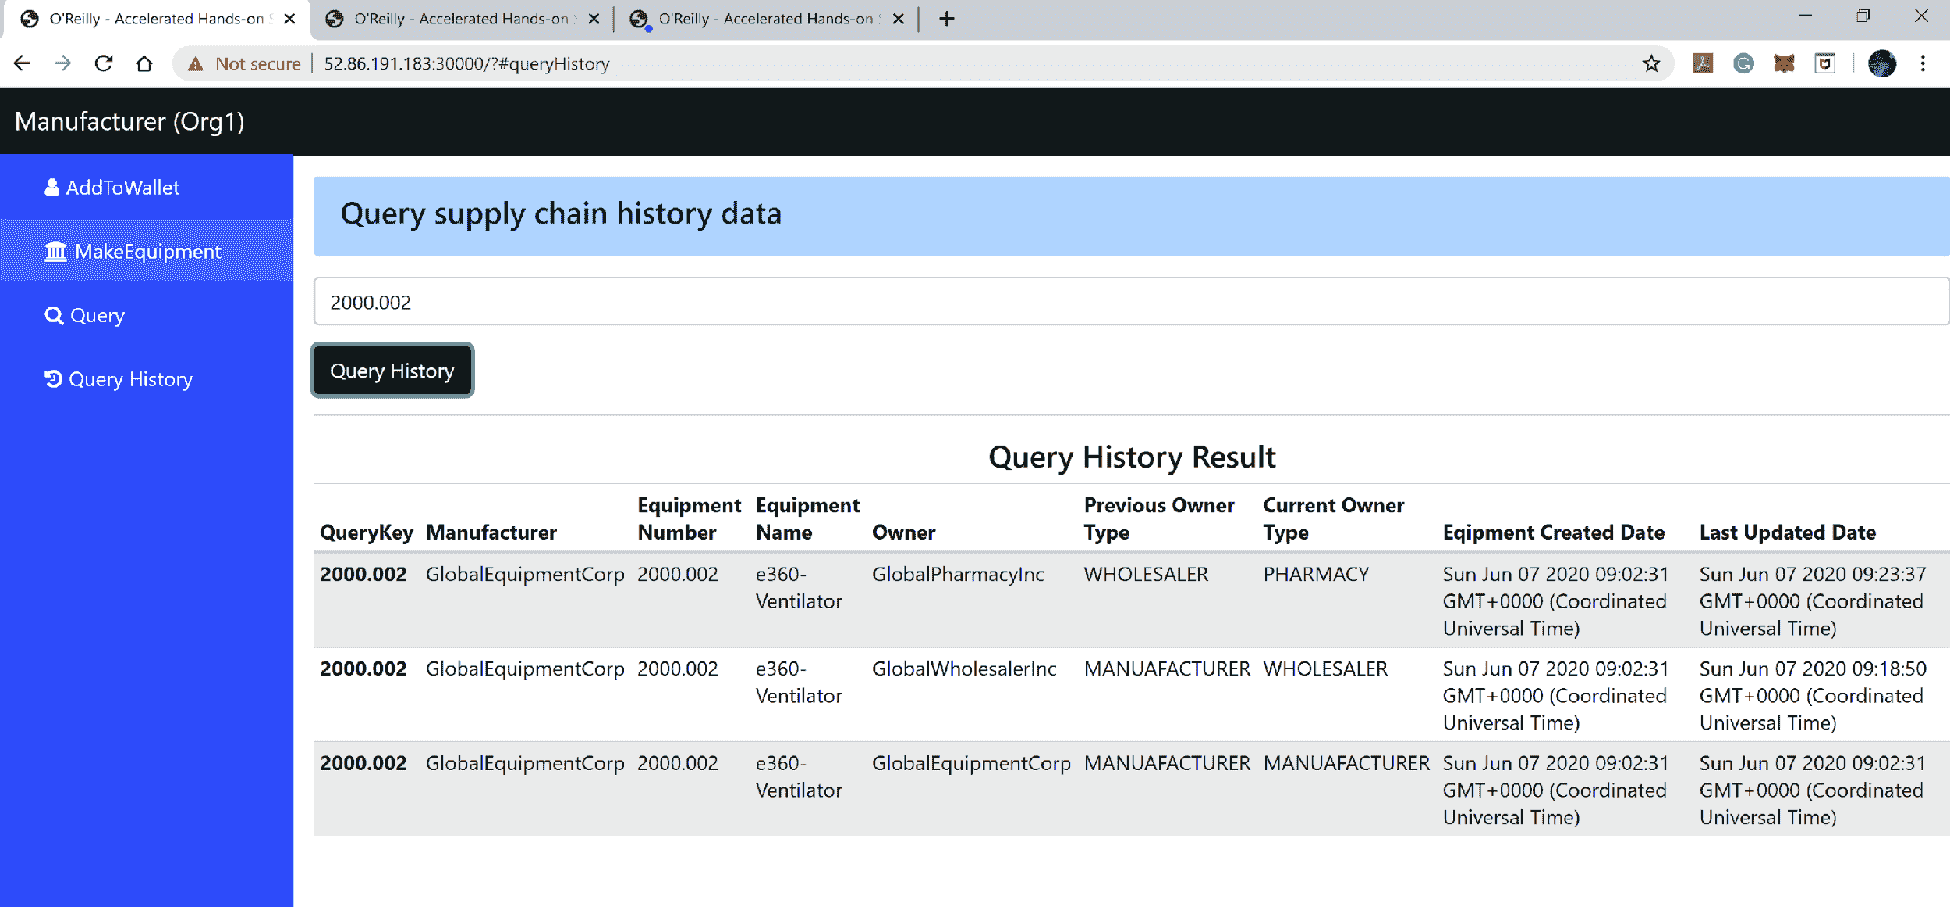 O'Reilly - Accelerated Hands-on
O'Reilly - Accelerated Hands-on
O'Reilly - Accelerated Hands-on
Not secure
52.86.191.183:30000/?#queryHistory
Manufacturer (Org1)
AddToWallet
MakeEquipment
Query
Query History
Query supply chain history data
2000.002
Query History
Query History Result
QueryKey Manufacturer Equipment Number Equipment Name Owner Previous Owner Type Current Owner Type Eqipment Created Date Last Updated Date
2000.002 GlobalEquipmentCorp 2000.002 e360- GlobalPharmacyInc WHOLESALER PHARMACY Sun Jun 07 2020 09:02:31 Sun Jun 07 2020 09:23:37
Ventilator GMT+0000 (Coordinated GMT+0000 (Coordinated
Universal Time) Universal Time)
2000.002 GlobalEquipmentCorp 2000.002 e360- GlobalWholesalerInc MANUAFACTURER WHOLESALER Sun Jun 07 2020 09:02:31 Sun Jun 07 2020 09:18:50
Ventilator GMT+0000 (Coordinated GMT+0000 (Coordinated
Universal Time) Universal Time)
2000.002 GlobalEquipmentCorp 2000.002 e360- GlobalEquipmentCorp MANUAFACTURER MANUAFACTURER Sun Jun 07 2020 09:02:31 Sun Jun 07 2020 09:02:31
Ventilator GMT+0000 (Coordinated GMT+0000 (Coordinated
Universal Time) Universal Time)